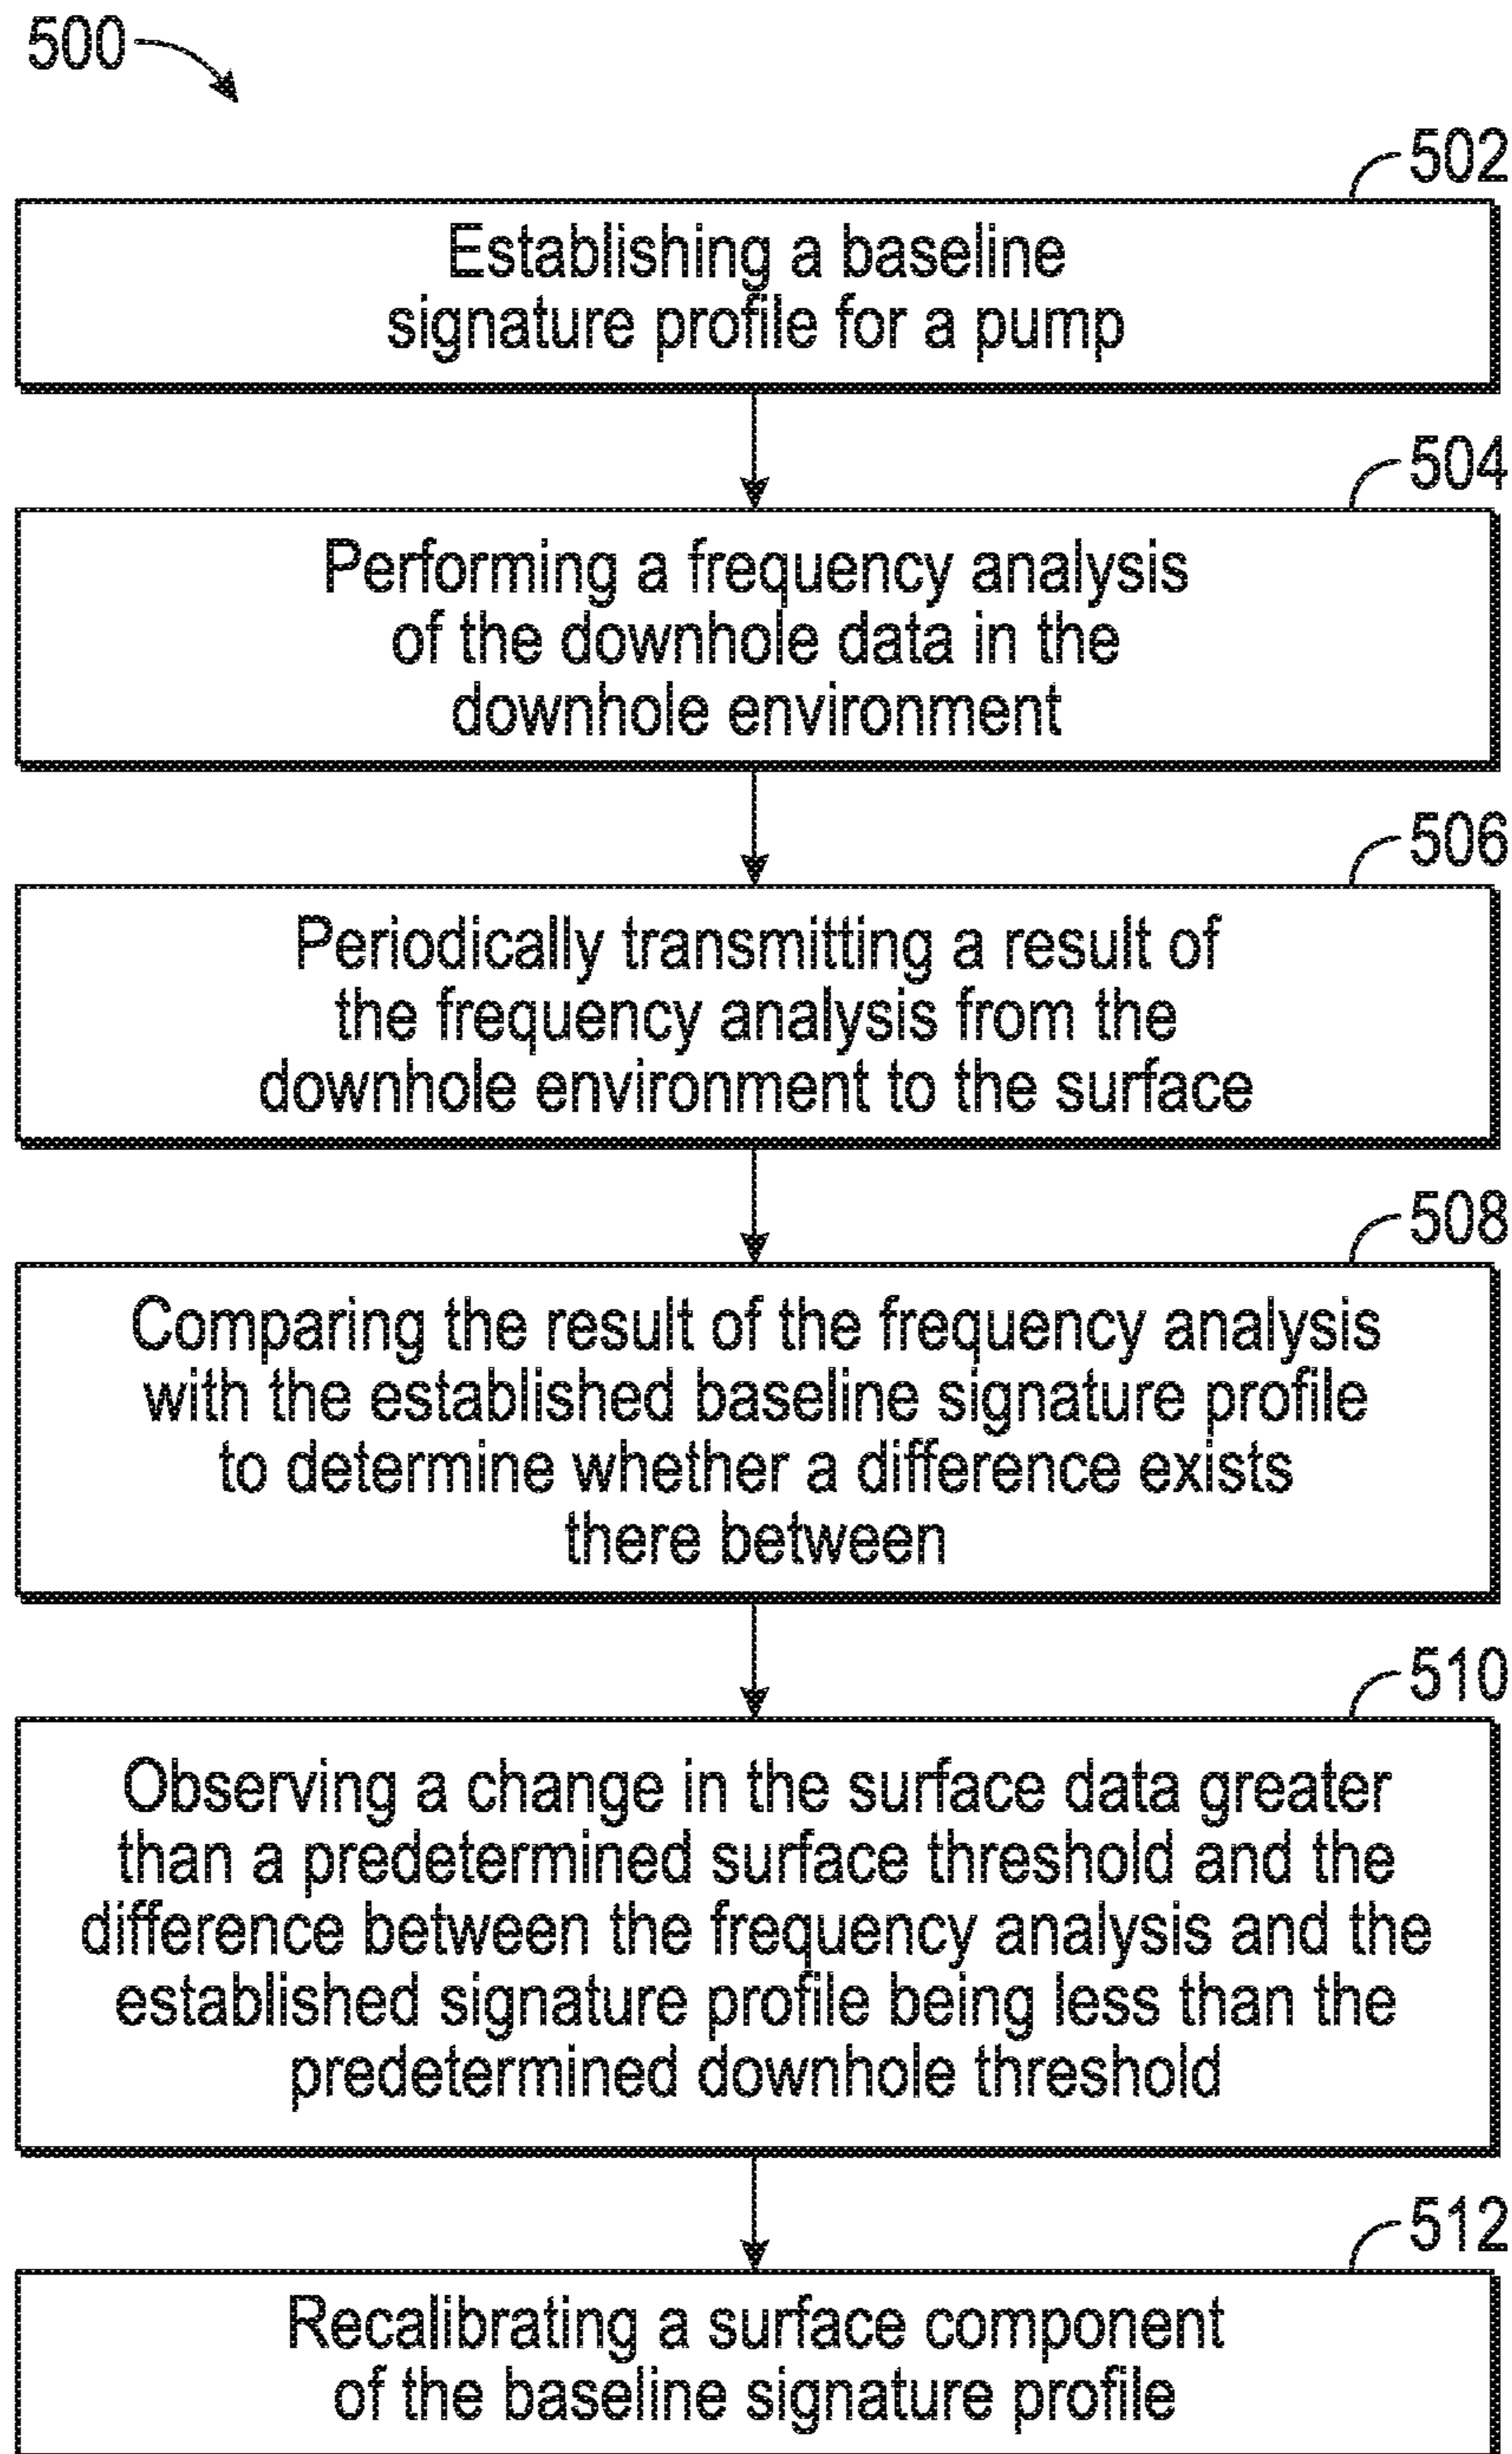 500
502
Establishing a baseline
signature profile for a pump
504
Performing a frequency analysis
of the downhole data in the
downhole environment
506
Periodically transmitting a result of
the frequency analysis from the
downhole environment to the surface
508
Comparing the result of the frequency analysis
with the established baseline signature profile
to determine whether a difference exists
there between
510
Observing a change in the surface data greater
than a predetermined surface threshold and the
difference between the frequency analysis and the
established signature profile being less than the
predetermined downhole threshold
512
Recalibrating a surface component
of the baseline signature profile